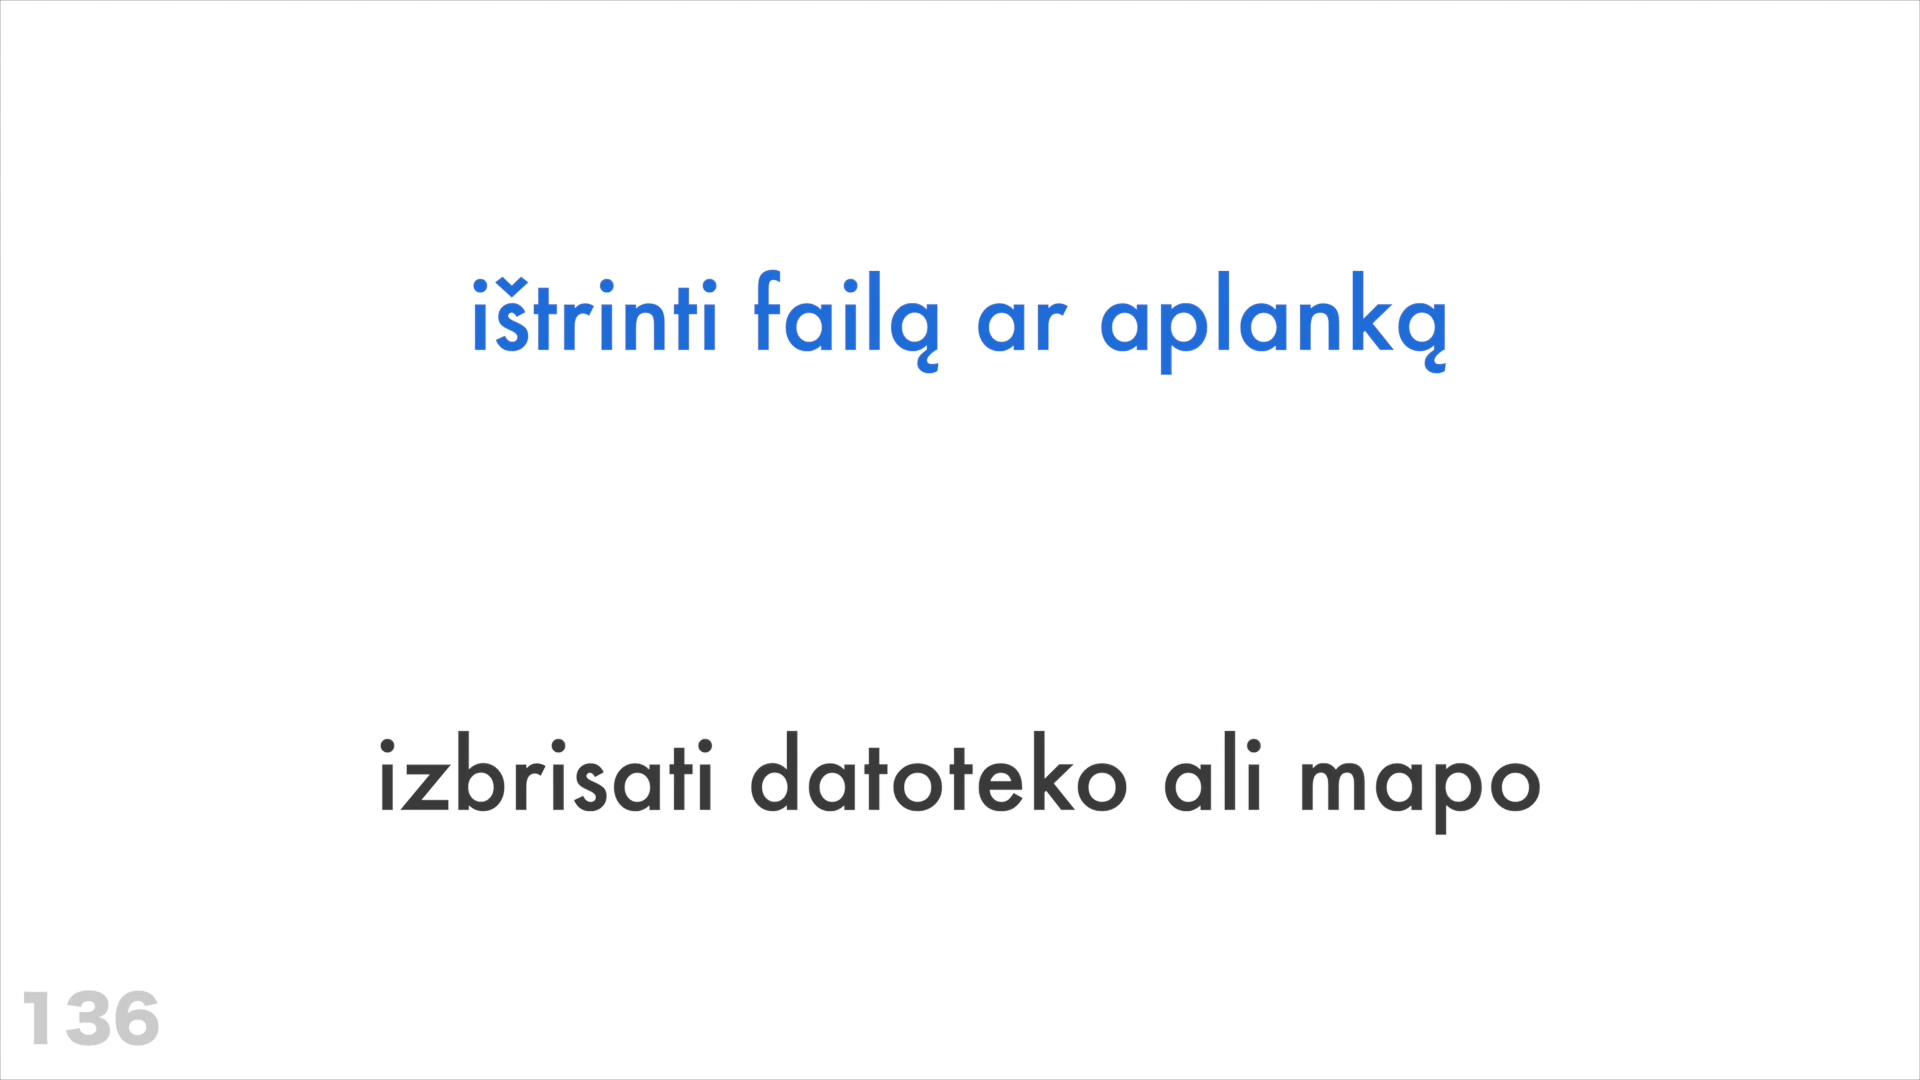 ištrinti failą ar aplanką
izbrisati datoteko ali mapo
136